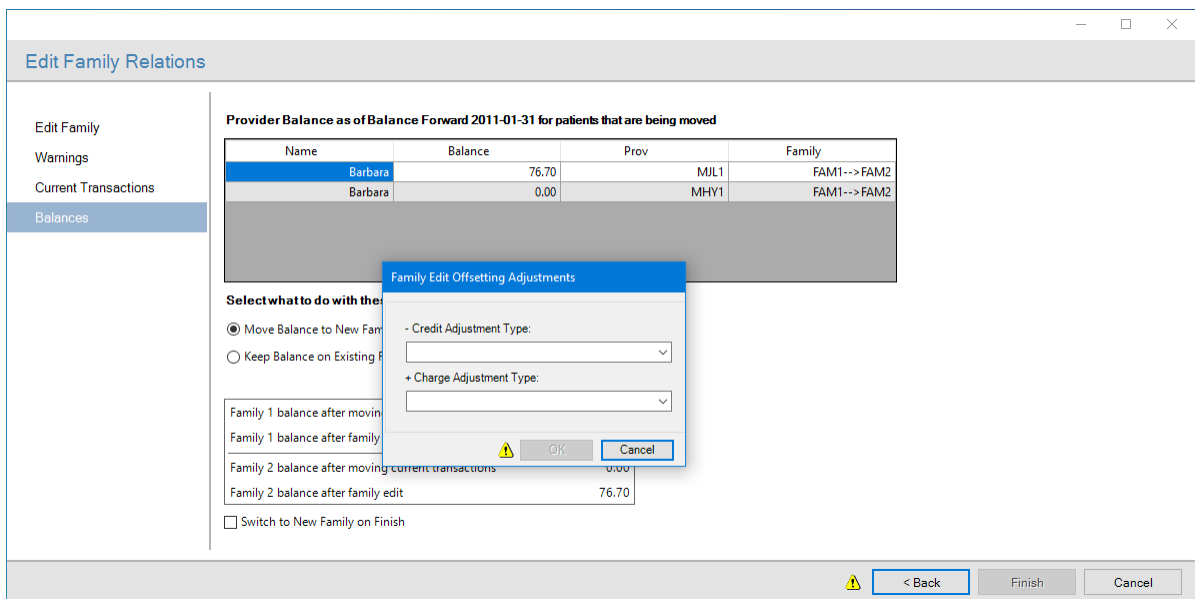 Edit Family Relations
Edit Family
Warnings
Current Transactions
Balances
Provider Balance as of Balance Forward 2011-01-31 for patients that are being moved
Name Balance Prov Family
Barbara 76.70 MJL1 FAM1-->FAM2
Barbara 0.00 MHY1 FAM1-->FAM2
Select what to do with
Move Balance to New
Keep Balance on Existing
Family Edit Offsetting Adjustments
- Credit Adjustment Type:
+ Charge Adjustment Type:
OK Cancel
Family 1 balance after
Family 1 balance after family
Family 2 balance after moving current transactions 0.00
Family 2 balance after family edit 76.70
Switch to New Family on Finish
< Back Finish Cancel